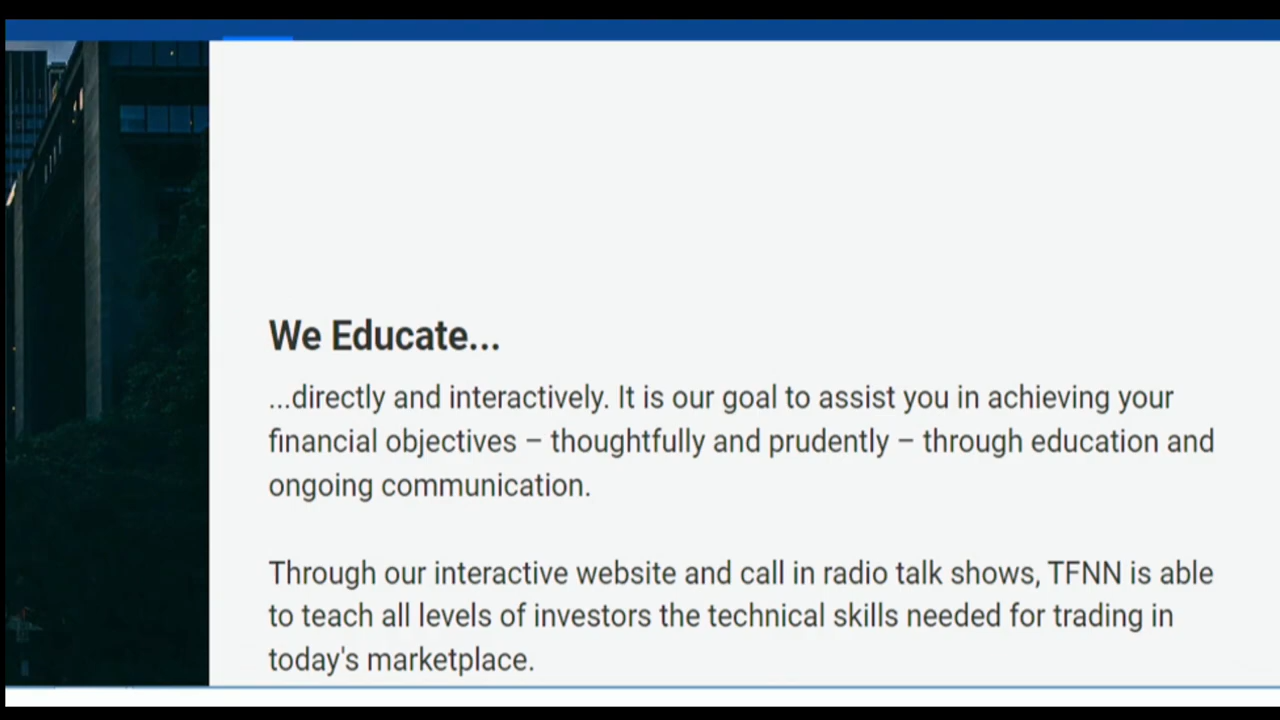 We Educate...
...directly and interactively. It is our goal to assist you in achieving your
financial objectives – thoughtfully and prudently – through education and
ongoing communication.
Through our interactive website and call in radio talk shows, TFNN is able
to teach all levels of investors the technical skills needed for trading in
today's marketplace.